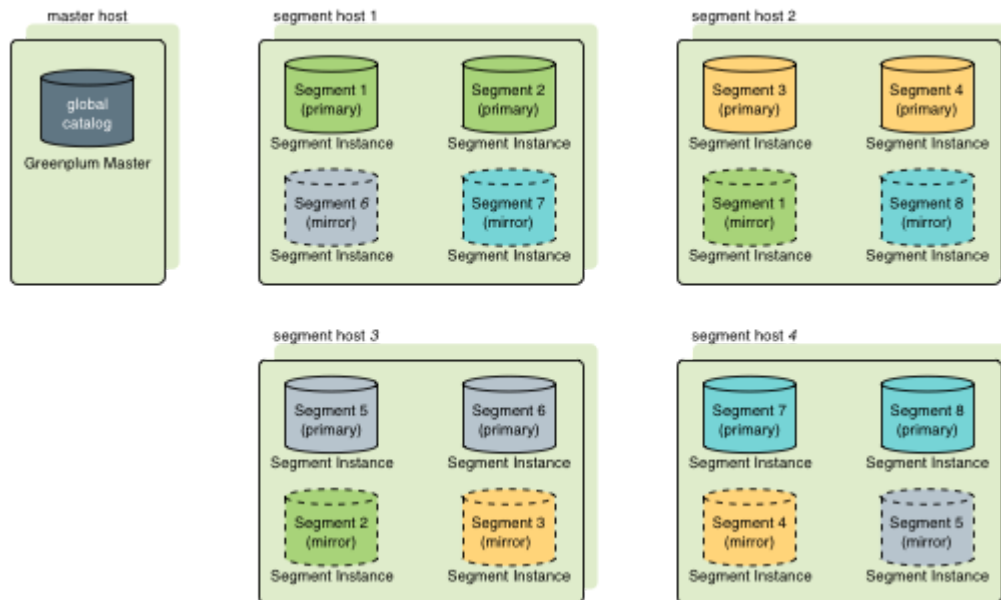 master host
global
catalog
Greenplum Master
segment host 1
Segment 1
(primary)
Segment Instance
Segment 2
(primary)
Segment Instance
Segment 6
(mirror)
Segment Instance
Segment 7
(mirror)
Segment Instance
segment host 2
Segment 3
(primary)
Segment Instance
Segment 4
(primary)
Segment Instance
Segment 1
(mirror)
Segment Instance
Segment 8
(mirror)
Segment Instance
segment host 3
Segment 5
(primary)
Segment Instance
Segment 6
(primary)
Segment Instance
Segment 2
(mirror)
Segment Instance
Segment 3
(mirror)
Segment Instance
segment host 4
Segment 7
(primary)
Segment Instance
Segment 8
(primary)
Segment Instance
Segment 4
(mirror)
Segment Instance
Segment 5
(mirror)
Segment Instance